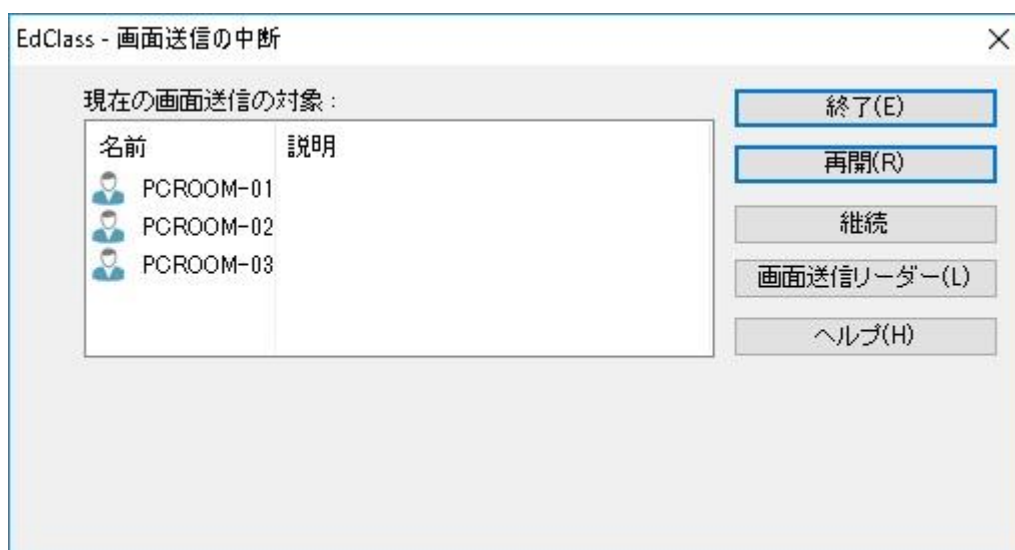 EdClass - 画面送信の中断
現在の画面送信の対象：
名前 説明
PCROOM-01
PCROOM-02
PCROOM-03
終了(E)
再開(R)
継続
画面送信リーダー(L)
ヘルプ(H)